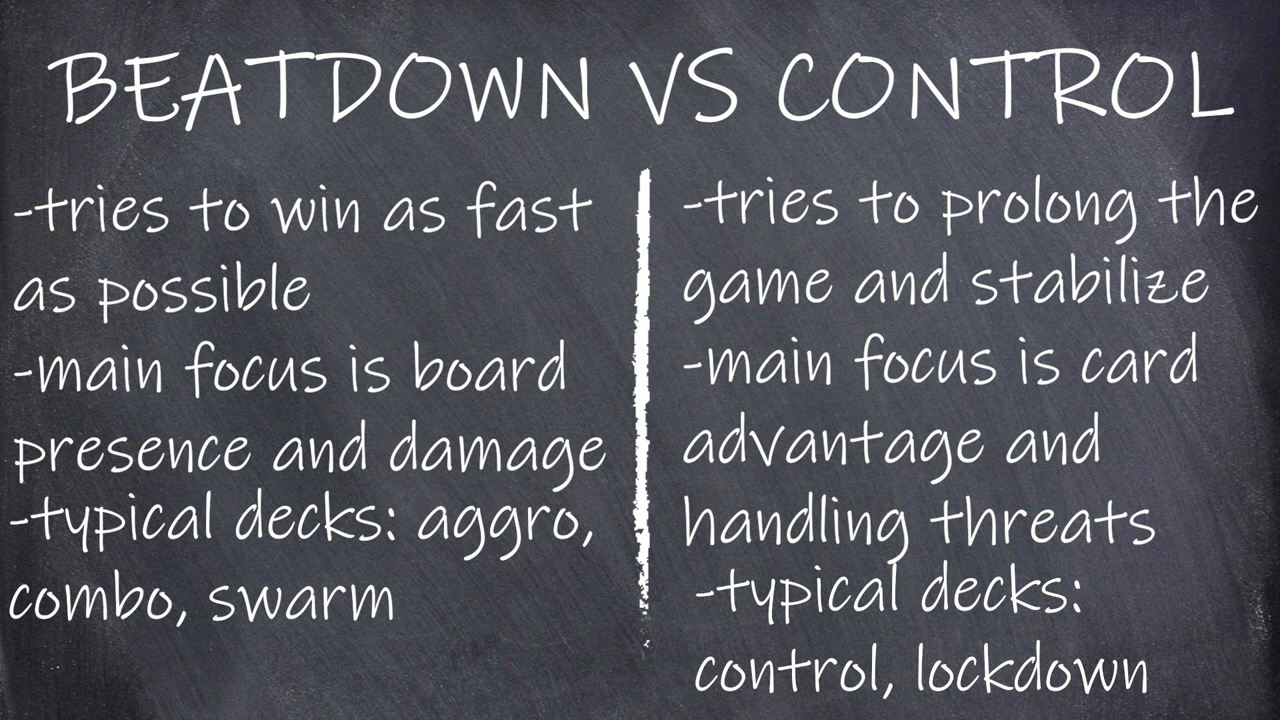 BEATDOWN VS CONTROL
-tries to win as fast
as possible
-main focus is board
presence and damage
-typical decks: aggro,
combo, swarm
-tries to prolong the
game and stabilize
-main focus is card
advantage and
handling threats
-typical decks:
control, lockdown